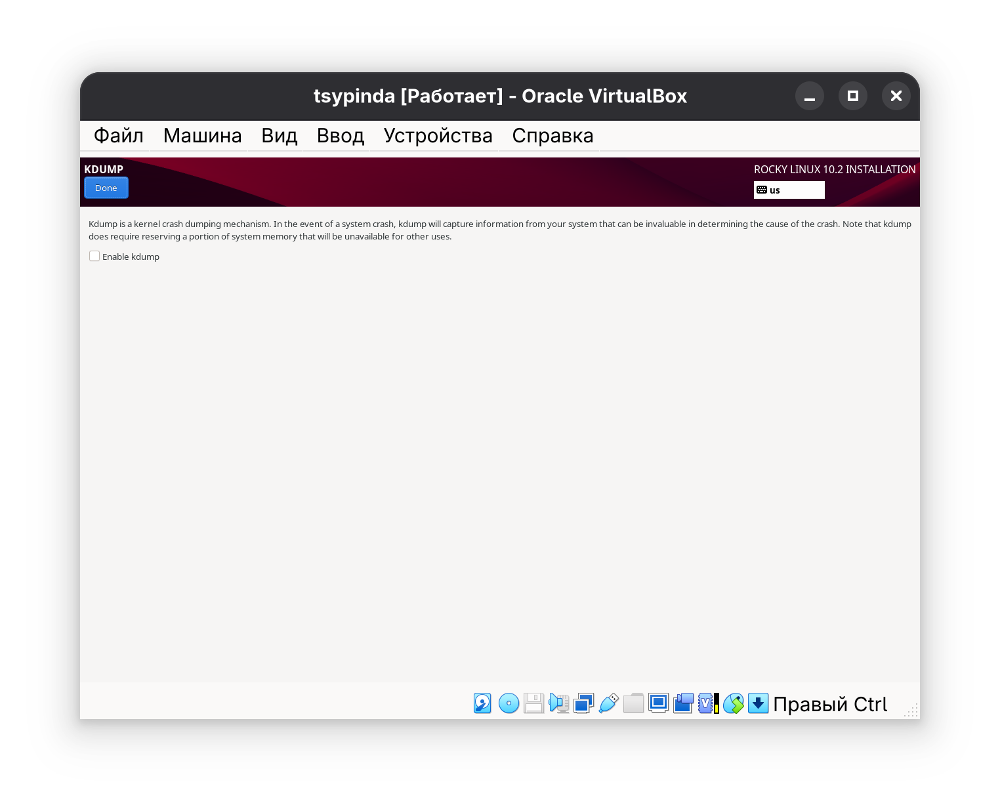 tsypinda [Работает] - Oracle VirtualBox
Файл Машина Вид Ввод Устройства Справка
KDUMP
ROCKY LINUX 10.2 INSTALLATION
Done
us
Kdump is a kernel crash dumping mechanism. In the event of a system crash, kdump will capture information from your system that can be invaluable in determining the cause of the crash. Note that kdump
does require reserving a portion of system memory that will be unavailable for other uses.
Enable kdump
V
Правый Ctrl